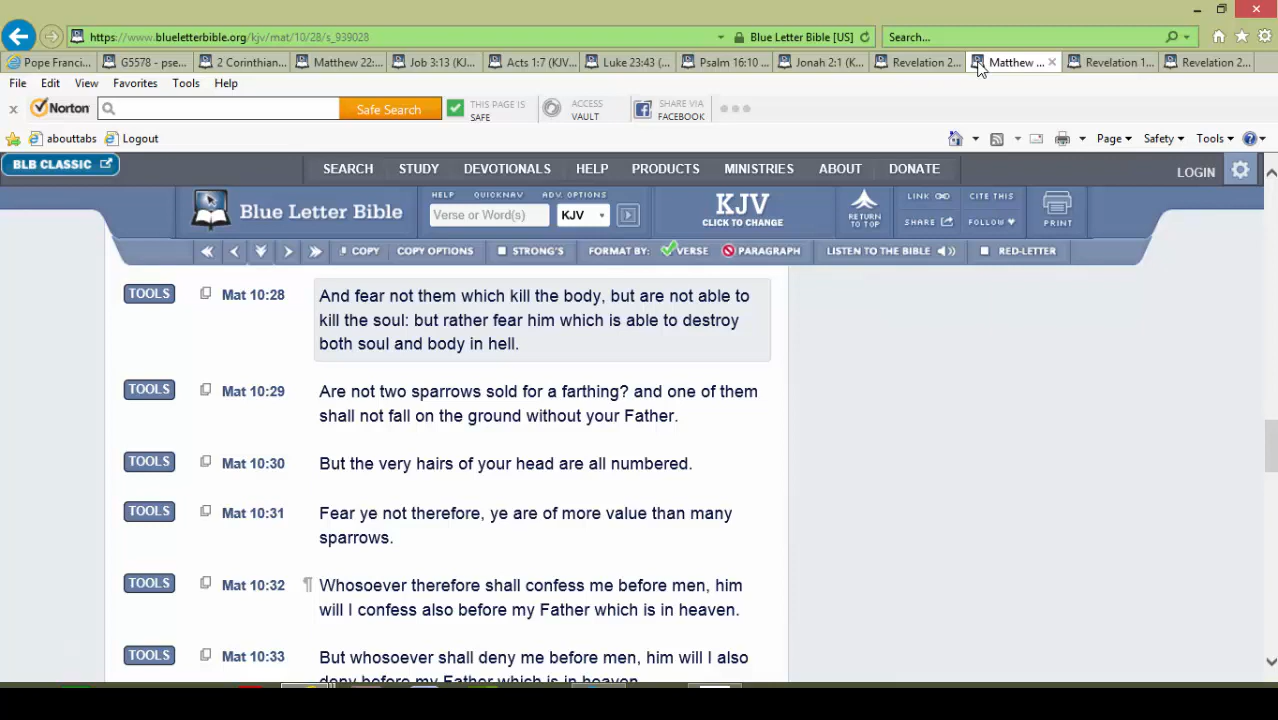 https://www.blueletterbible.org/kjv/mat/10/28/s_939028
Blue Letter Bible [US]
Search...
Pope Franci...
G5578 - pse...
2 Corinthian...
Matthew 22:...
Job 3:13 (KJ...
Acts 1:7 (KJV...
Luke 23:43 (...
Psalm 16:10 ...
Jonah 2:1 (K...
Revelation 2...
Matthew ...
Revelation 1...
Revelation 2...
File Edit View Favorites Tools Help
x Norton
Safe Search
THIS PAGE IS
SAFE
ACCESS
VAULT
SHARE VIA
FACEBOOK
abouttabs
Logout
Page
Safety
Tools
BLB CLASSIC
SEARCH STUDY DEVOTIONALS HELP PRODUCTS MINISTRIES ABOUT DONATE
LOGIN
Blue Letter Bible
HELP QUICKNAV ADV. OPTIONS
Verse or Word(s)
KJV
KJV
CLICK TO CHANGE
RETURN
TO TOP
LINK
CITE THIS
SHARE
FOLLOW
PRINT
COPY
COPY OPTIONS
STRONG'S
FORMAT BY:
VERSE
PARAGRAPH
LISTEN TO THE BIBLE
RED-LETTER
TOOLS Mat 10:28 And fear not them which kill the body, but are not able to
kill the soul: but rather fear him which is able to destroy
both soul and body in hell.
TOOLS Mat 10:29 Are not two sparrows sold for a farthing? and one of them
shall not fall on the ground without your Father.
TOOLS Mat 10:30 But the very hairs of your head are all numbered.
TOOLS Mat 10:31 Fear ye not therefore, ye are of more value than many
sparrows.
TOOLS Mat 10:32 ¶ Whosoever therefore shall confess me before men, him
will I confess also before my Father which is in heaven.
TOOLS Mat 10:33 But whosoever shall deny me before men, him will I also
deny before my Father which is in heaven.